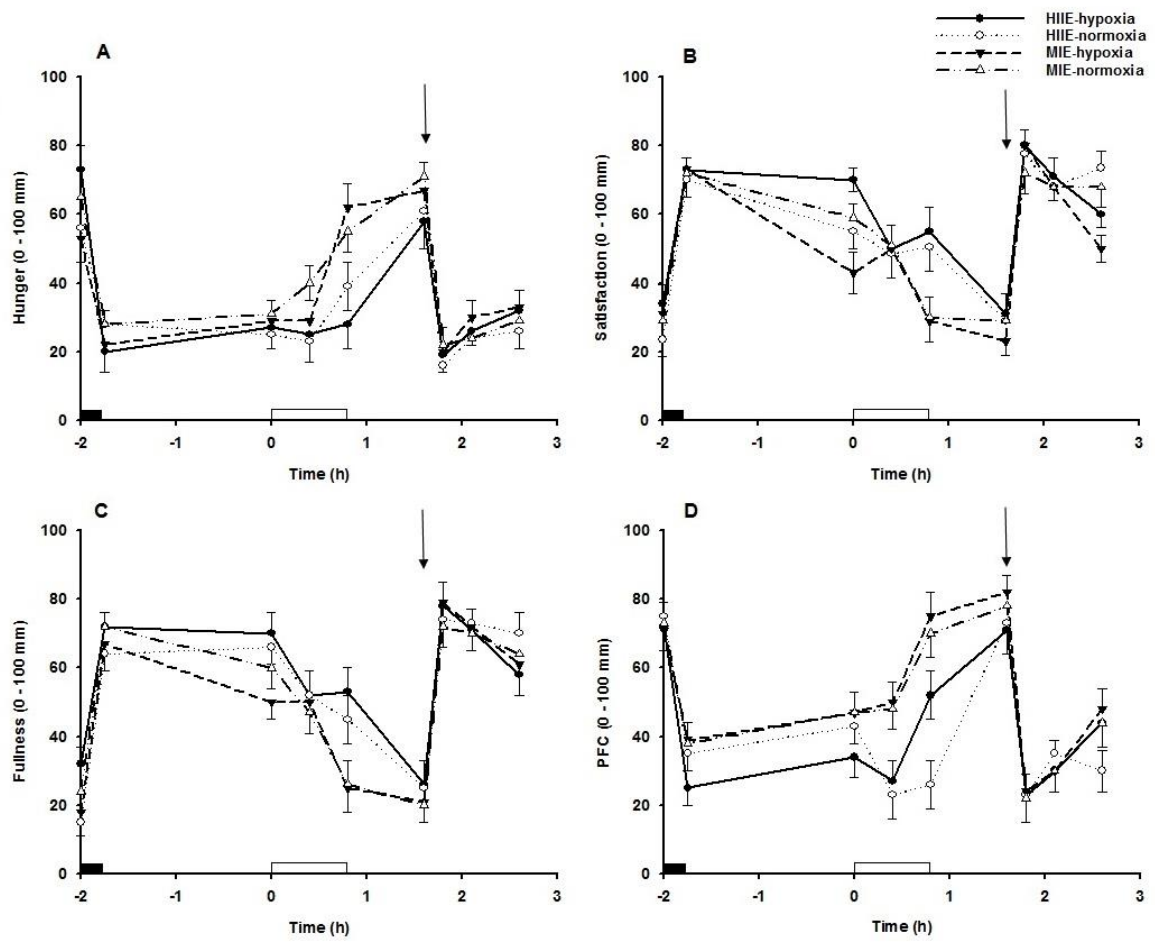 HIIE-hypoxia
HIIE-normoxia
MIE-hypoxia
MIE-normoxia
A
100
80
60
40
20
0
Hunger (0 - 100 mm)
-2 -1 0 1 2 3
Time (h)
B
100
80
60
40
20
0
Satisfaction (0 - 100 mm)
-2 -1 0 1 2 3
Time (h)
C
100
80
60
40
20
0
Fullness (0 - 100 mm)
-2 -1 0 1 2 3
Time (h)
D
100
80
60
40
20
0
PFC (0 - 100 mm)
-2 -1 0 1 2 3
Time (h)